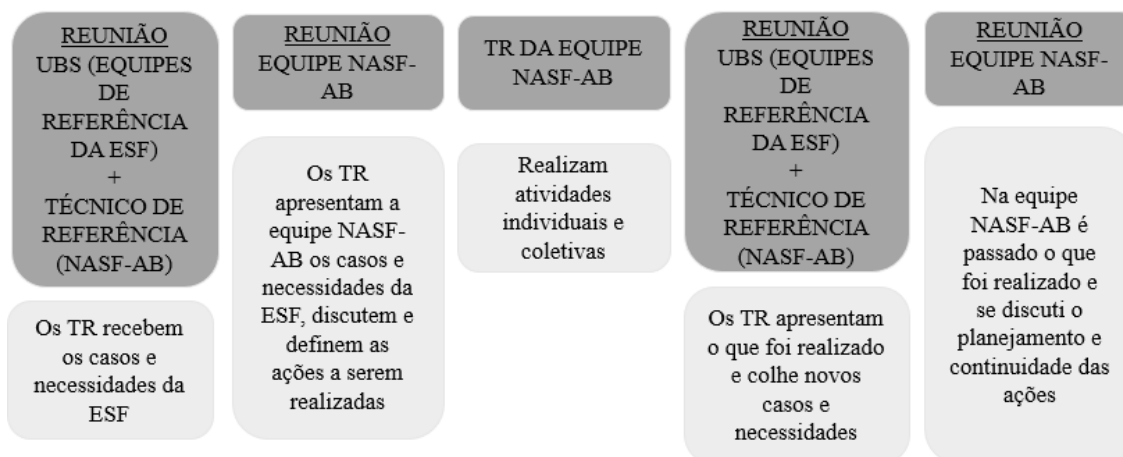 REUNIÃO
UBS (EQUIPES
DE
REFERÊNCIA
DA ESF)
+
TÉCNICO DE
REFERÊNCIA
(NASF-AB)
Os TR recebem
os casos e
necessidades da
ESF
REUNIÃO
EQUIPE NASF-
AB
Os TR
apresentam a
equipe NASF-
AB os casos e
necessidades da
ESF, discutem e
definem as
ações a serem
realizadas
TR DA EQUIPE
NASF-AB
Realizam
atividades
individuais e
coletivas
REUNIÃO
UBS (EQUIPES
DE
REFERÊNCIA
DA ESF)
+
TÉCNICO DE
REFERÊNCIA
(NASF-AB)
Os TR apresentam
o que foi realizado
e colhe novos
casos e
necessidades
REUNIÃO
EQUIPE NASF-
AB
Na equipe
NASF-AB é
passado o que
foi realizado e
se discuti o
planejamento e
continuidade das
ações